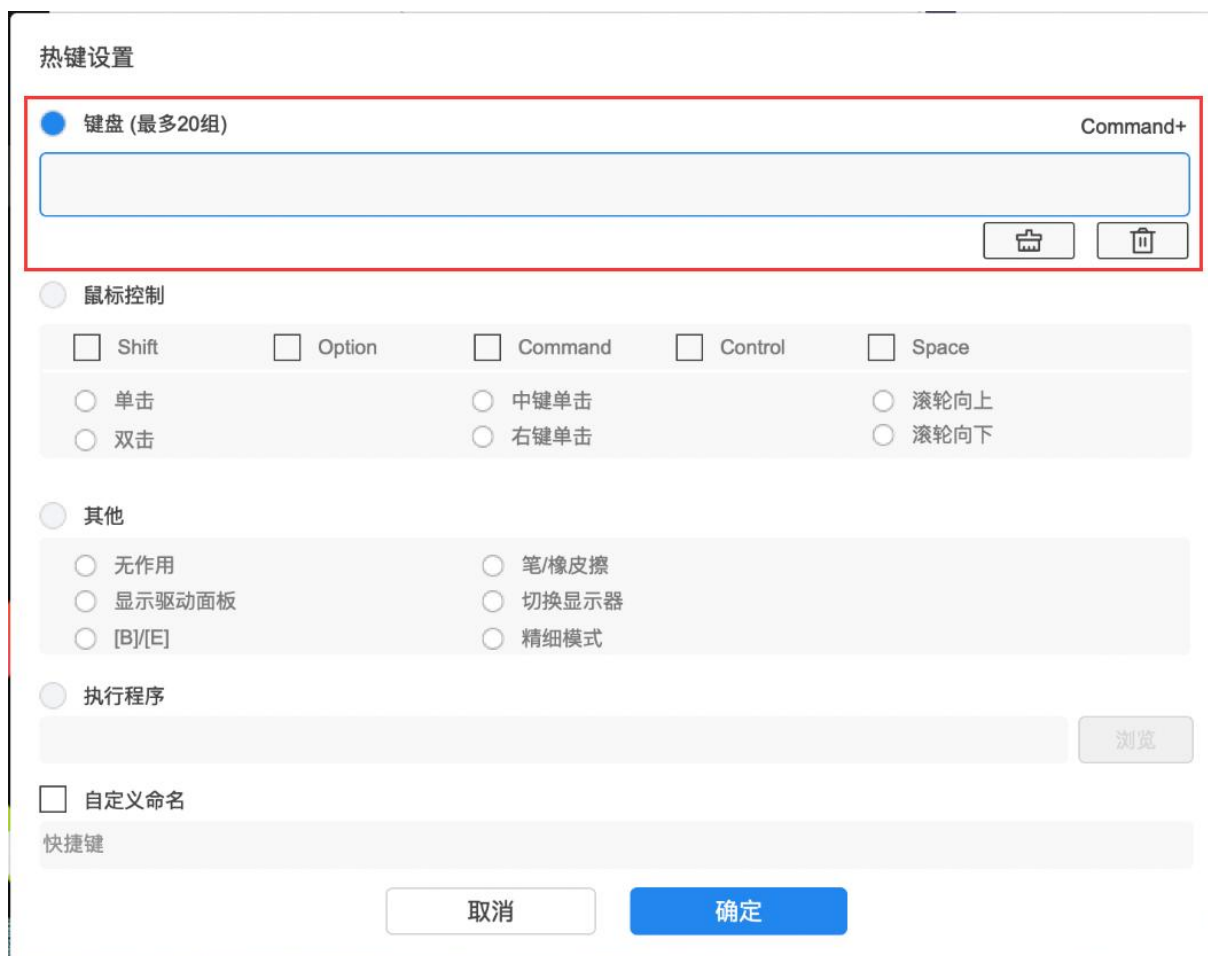 热键设置
键盘 (最多20组) Command+
鼠标控制
Shift Option Command Control Space
单击 中键单击 滚轮向上
双击 右键单击 滚轮向下
其他
无作用 笔/橡皮擦
显示驱动面板 切换显示器
[B]/[E] 精细模式
执行程序
浏览
自定义命名
快捷键
取消 确定